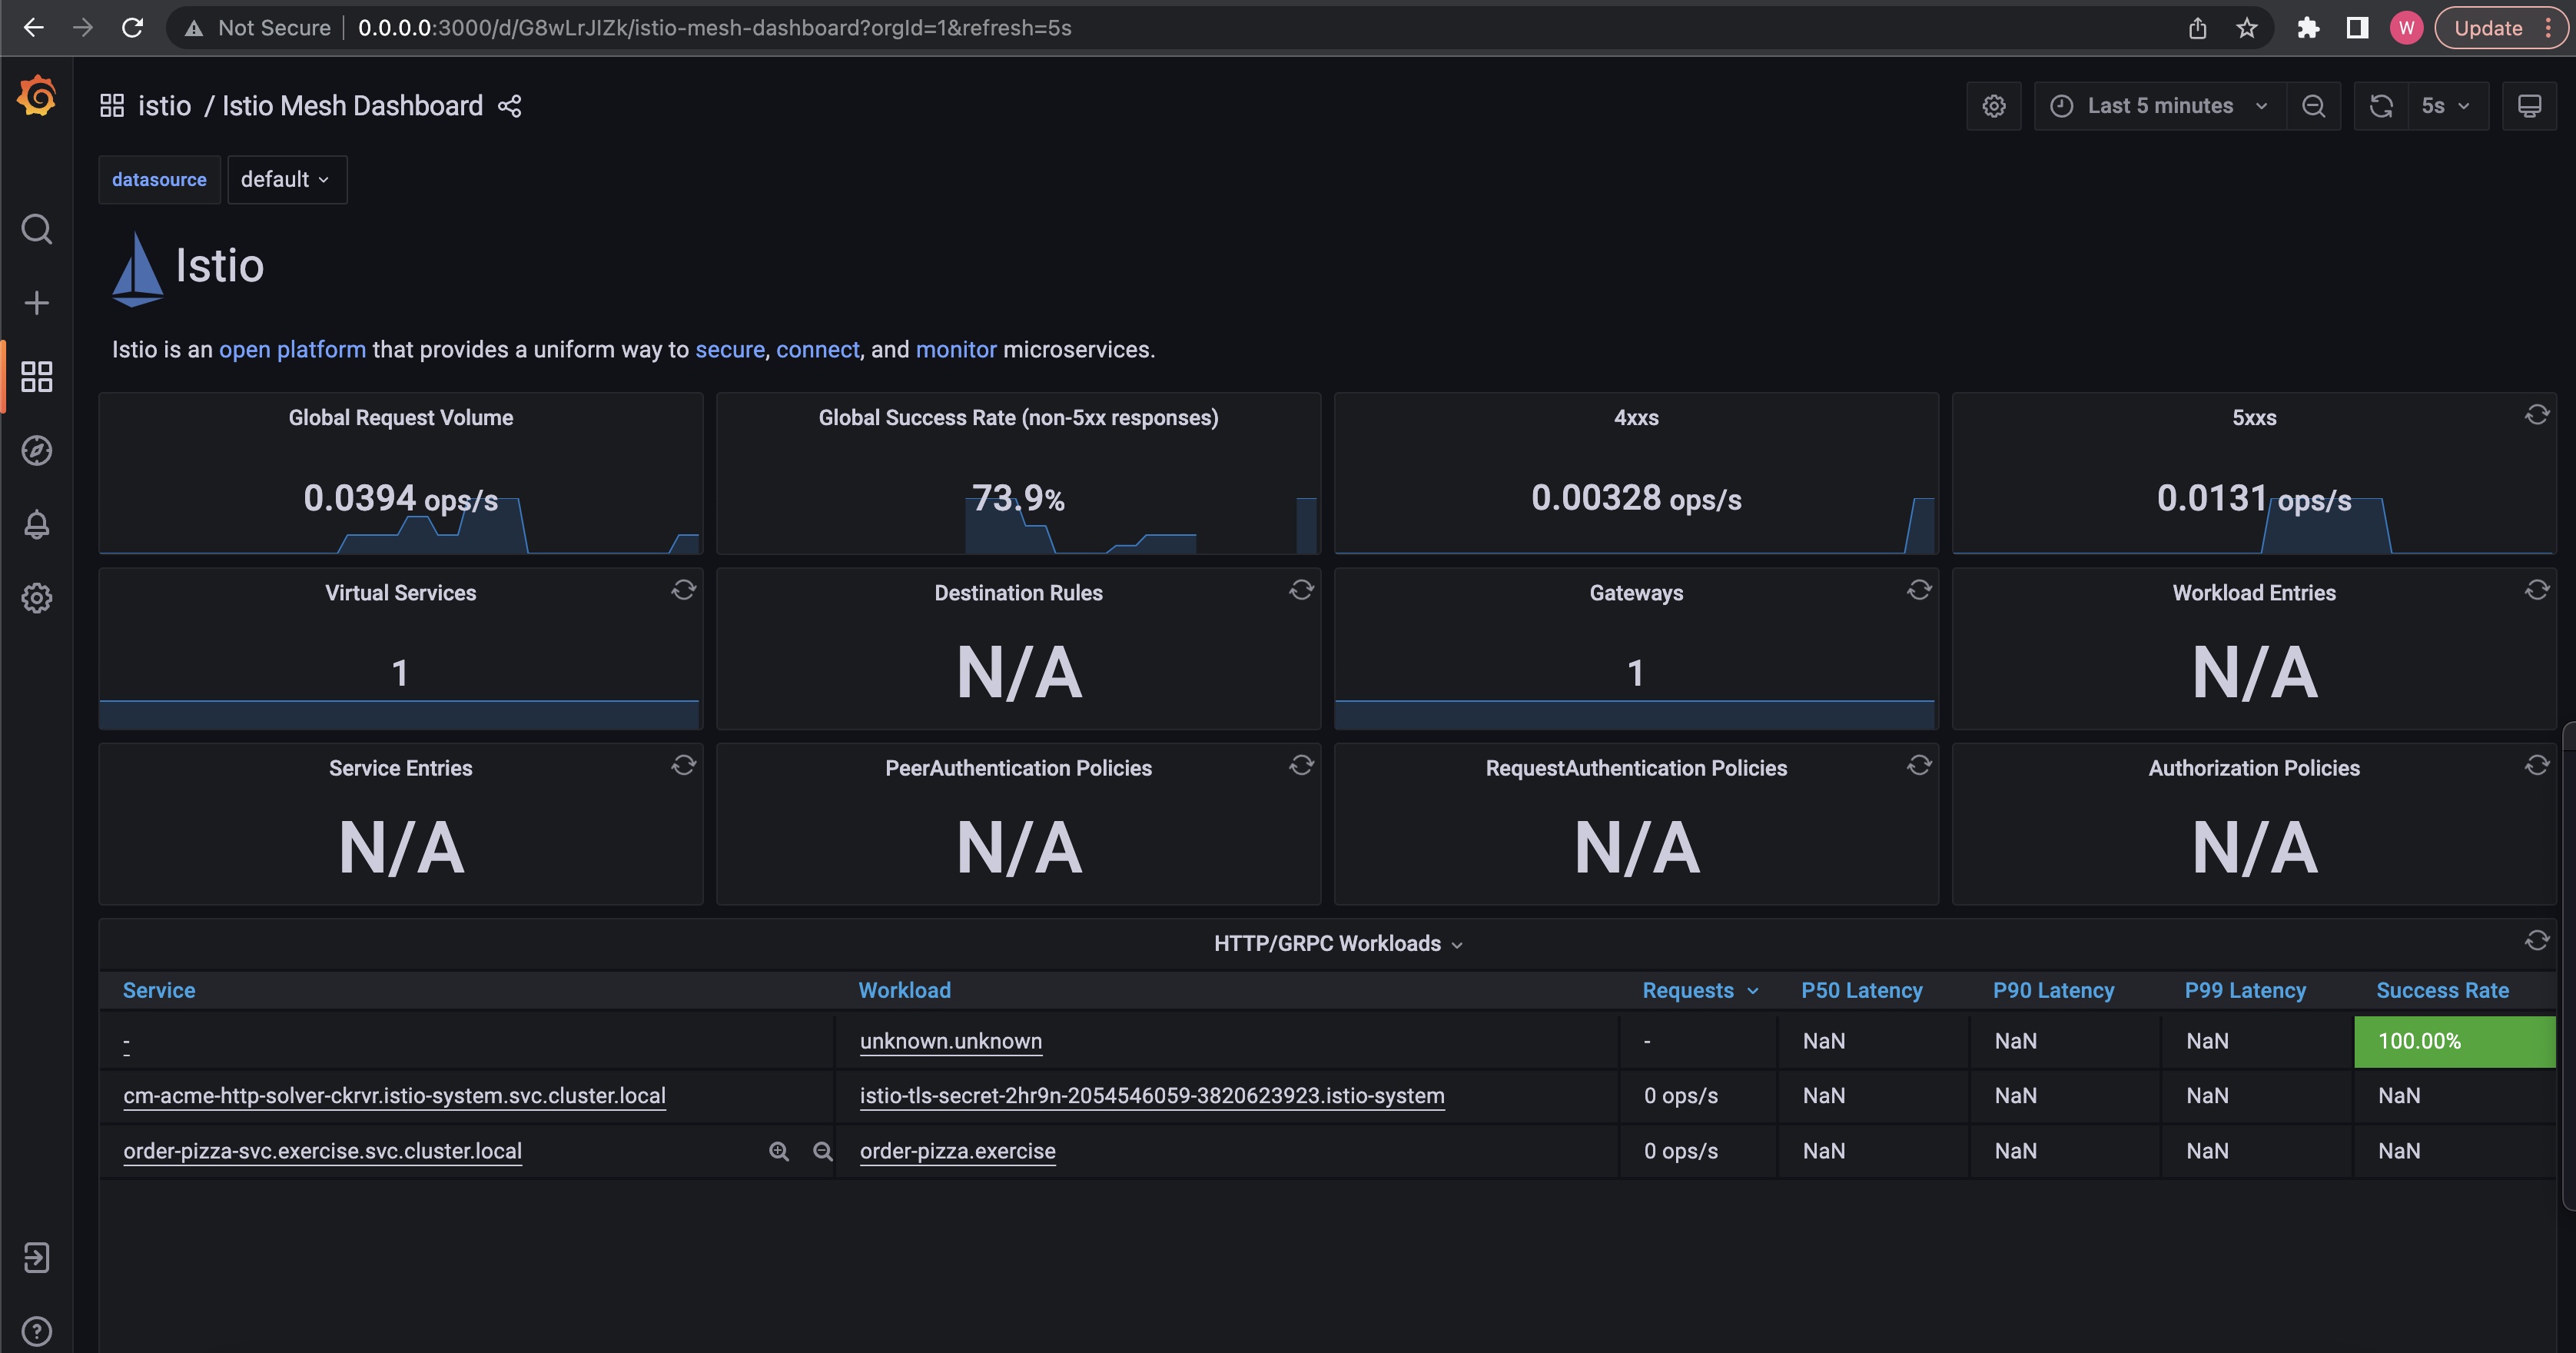 Not Secure 0.0.0.0:3000/d/G8wLrJIZk/istio-mesh-dashboard?orgId=1&refresh=5s W Update
istio / Istio Mesh Dashboard Last 5 minutes 5s
datasource default
Istio
Istio is an open platform that provides a uniform way to secure, connect, and monitor microservices.
Global Request Volume Global Success Rate (non-5xx responses) 4xxs 5xxs
0.0394 ops/s 73.9% 0.00328 ops/s 0.0131 ops/s
Virtual Services Destination Rules Gateways Workload Entries
1 N/A 1 N/A
Service Entries PeerAuthentication Policies RequestAuthentication Policies Authorization Policies
N/A N/A N/A N/A
HTTP/GRPC Workloads
Service Workload Requests P50 Latency P90 Latency P99 Latency Success Rate
- unknown.unknown - NaN NaN NaN 100.00%
cm-acme-http-solver-ckrvr.istio-system.svc.cluster.local istio-tls-secret-2hr9n-2054546059-3820623923.istio-system 0 ops/s NaN NaN NaN NaN
order-pizza-svc.exercise.svc.cluster.local order-pizza.exercise 0 ops/s NaN NaN NaN NaN